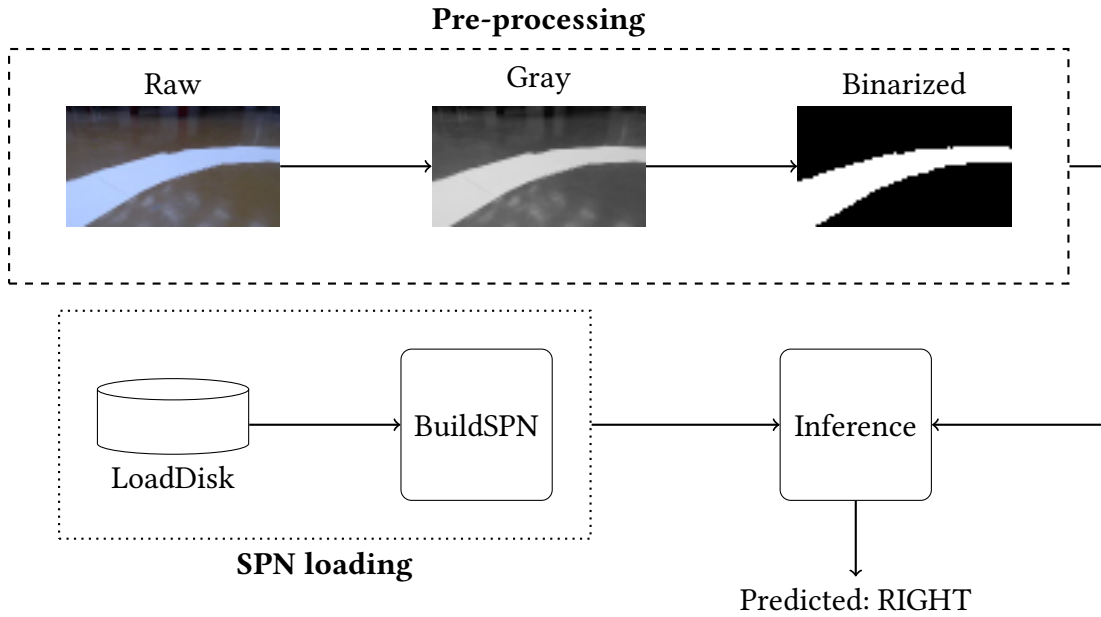 Pre-processing
Raw
Gray
Binarized
BuildSPN
Inference
LoadDisk
SPN loading
Predicted: RIGHT